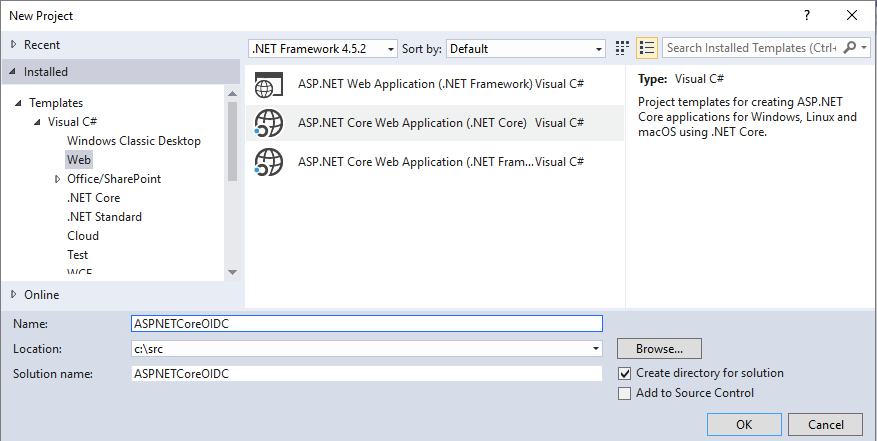 New Project
?
Recent
.NET Framework 4.5.2
Sort by:
Default
Search Installed Templates (Ctrl+
Installed
Templates
Visual C#
Windows Classic Desktop
Web
Office/SharePoint
.NET Core
.NET Standard
Cloud
Test
WCF
Online
ASP.NET Web Application (.NET Framework) Visual C#
ASP.NET Core Web Application (.NET Core) Visual C#
ASP.NET Core Web Application (.NET Fram... Visual C#
Type: Visual C#
Project templates for creating ASP.NET
Core applications for Windows, Linux and
macOS using .NET Core.
Name:
ASPNETCoreOIDC
Location:
c:\src
Browse...
Solution name:
ASPNETCoreOIDC
Create directory for solution
Add to Source Control
OK
Cancel